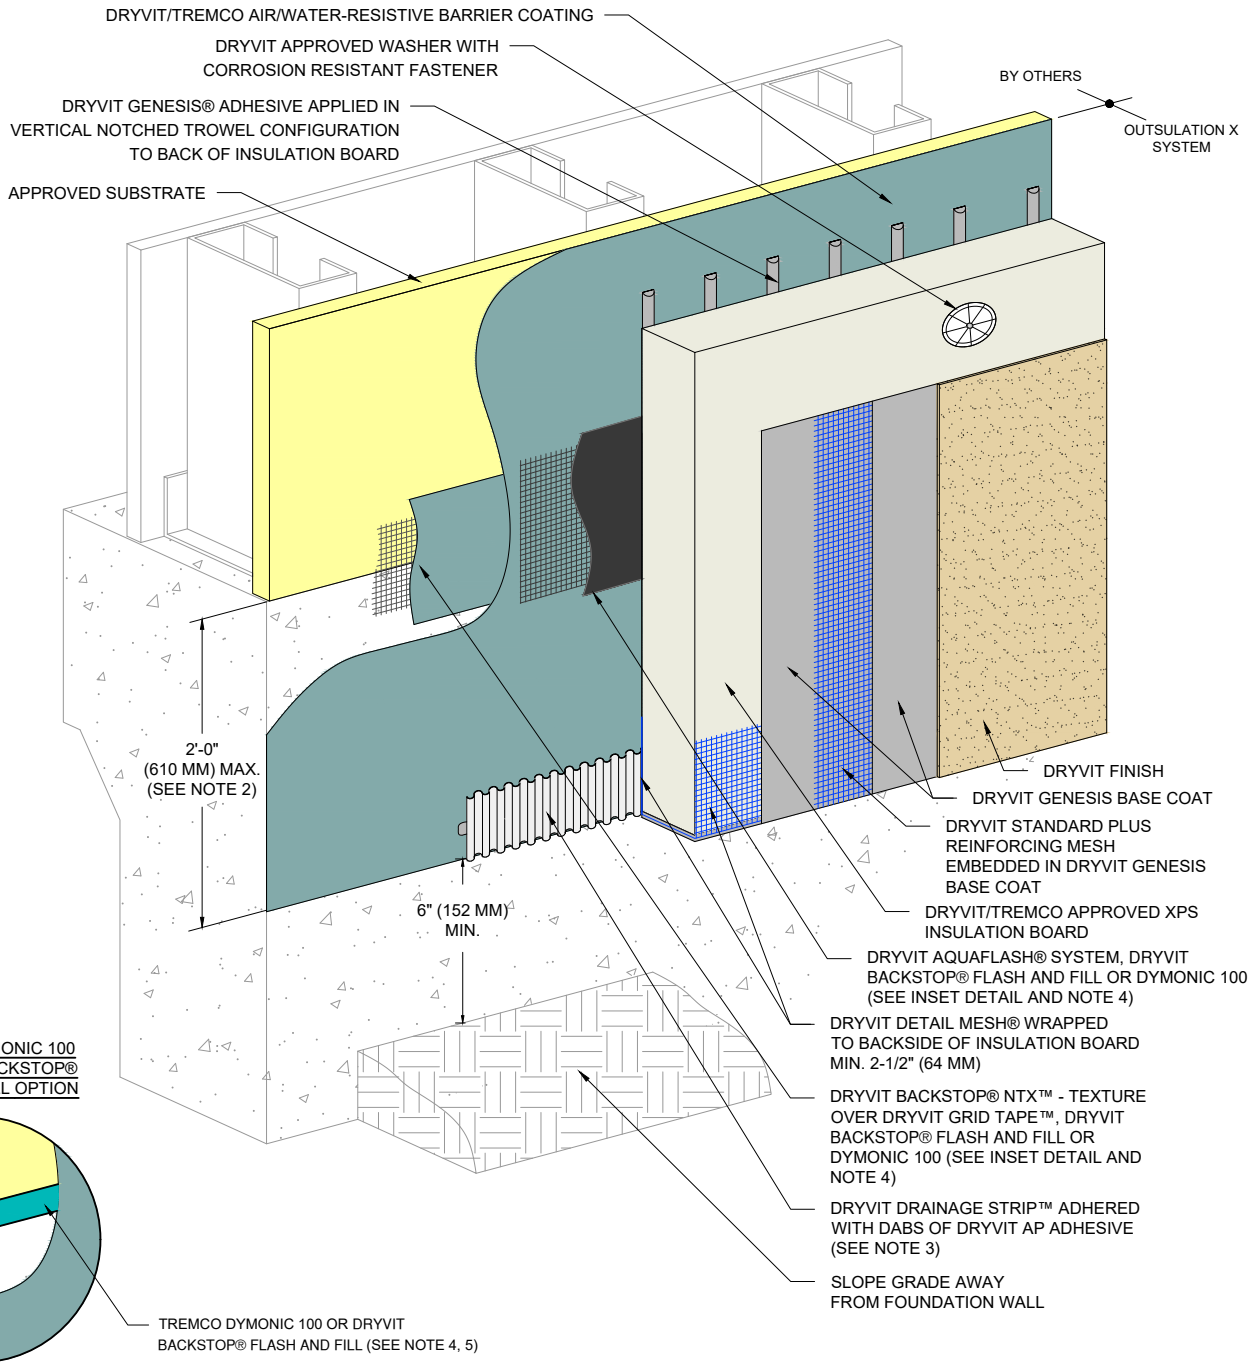 DRYVIT/TREMCO AIR/WATER-RESISTIVE BARRIER COATING
DRYVIT APPROVED WASHER WITH
CORROSION RESISTANT FASTENER
DRYVIT GENESIS® ADHESIVE APPLIED IN
VERTICAL NOTCHED TROWEL CONFIGURATION
TO BACK OF INSULATION BOARD
APPROVED SUBSTRATE
BY OTHERS
OUTSULATION X
SYSTEM
2'-0"
(610 MM) MAX.
(SEE NOTE 2)
6" (152 MM)
MIN.
DRYVIT FINISH
DRYVIT GENESIS BASE COAT
DRYVIT STANDARD PLUS
REINFORCING MESH
EMBEDDED IN DRYVIT GENESIS
BASE COAT
DRYVIT/TREMCO APPROVED XPS
INSULATION BOARD
DRYVIT AQUAFLASH® SYSTEM, DRYVIT
BACKSTOP® FLASH AND FILL OR DYMONIC 100
(SEE INSET DETAIL AND NOTE 4)
DRYVIT DETAIL MESH® WRAPPED
TO BACKSIDE OF INSULATION BOARD
MIN. 2-1/2" (64 MM)
DRYVIT BACKSTOP® NTX™ - TEXTURE
OVER DRYVIT GRID TAPE™, DRYVIT
BACKSTOP® FLASH AND FILL OR
DYMONIC 100 (SEE INSET DETAIL AND
NOTE 4)
DRYVIT DRAINAGE STRIP™ ADHERED
WITH DABS OF DRYVIT AP ADHESIVE
(SEE NOTE 3)
SLOPE GRADE AWAY
FROM FOUNDATION WALL
100
OPTION
TREMCO DYMONIC 100 OR DRYVIT
BACKSTOP® FLASH AND FILL (SEE NOTE 4, 5)